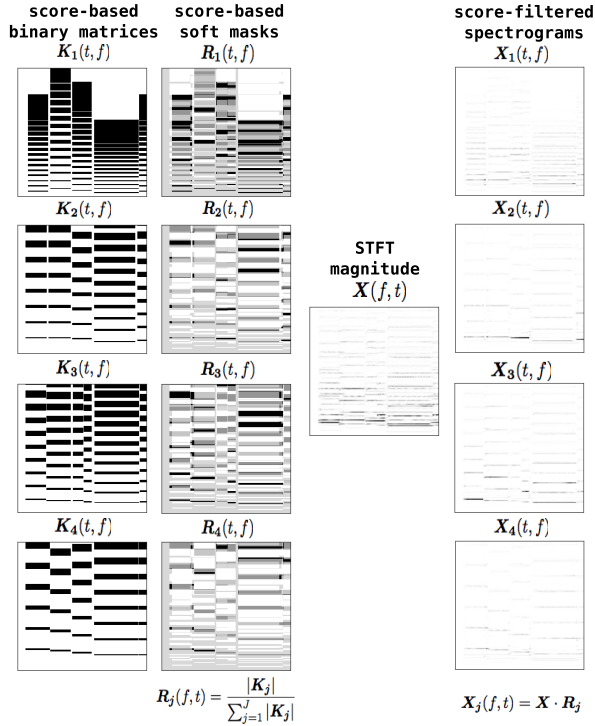 score-based
binary matrices
score-based
soft masks
score-filtered
spectrograms
K₁(t, f)
R₁(t, f)
X₁(t, f)
K₂(t, f)
R₂(t, f)
X₂(t, f)
STFT
magnitude
X(f, t)
K₃(t, f)
R₃(t, f)
X₃(t, f)
K₄(t, f)
R₄(t, f)
X₄(t, f)
Rⱼ(f, t) = |Kⱼ| / ∑ᴶⱼ₌₁ |Kⱼ|
Xⱼ(f, t) = X · Rⱼ